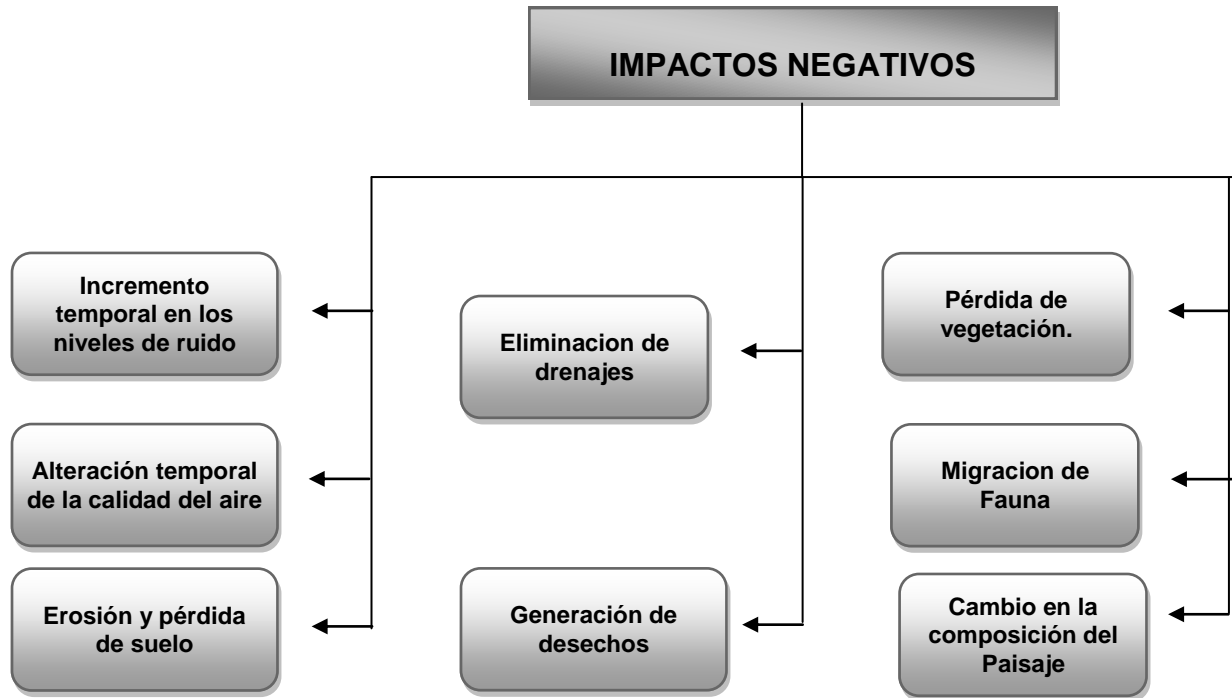 IMPACTOS NEGATIVOS
Incremento
temporal en los
niveles de ruido
Alteración temporal
de la calidad del aire
Erosión y pérdida
de suelo
Eliminacion de
drenajes
Generación de
desechos
Pérdida de
vegetación.
Migracion de
Fauna
Cambio en la
composición del
Paisaje